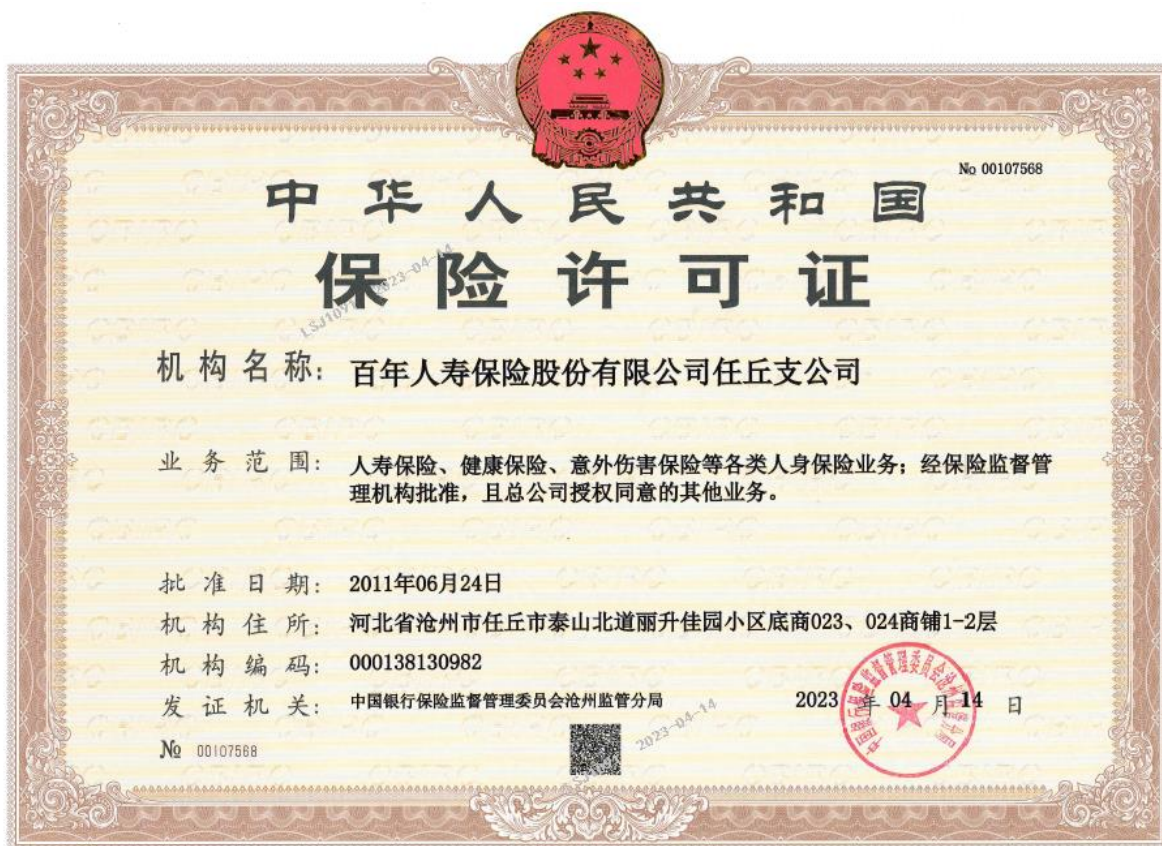 No 00107568
中华人民共和国
保险许可证
机构名称: 百年人寿保险股份有限公司任丘支公司
业务范围: 人寿保险、健康保险、意外伤害保险等各类人身保险业务；经保险监督管
理机构批准，且总公司授权同意的其他业务。
批准日期: 2011年06月24日
机构住所: 河北省沧州市任丘市泰山北道丽升佳园小区底商023、024商铺1-2层
机构编码: 000138130982
发证机关: 中国银行保险监督管理委员会沧州监管分局 2023 年 04 月 14 日
2023-04-14
№ 00107568